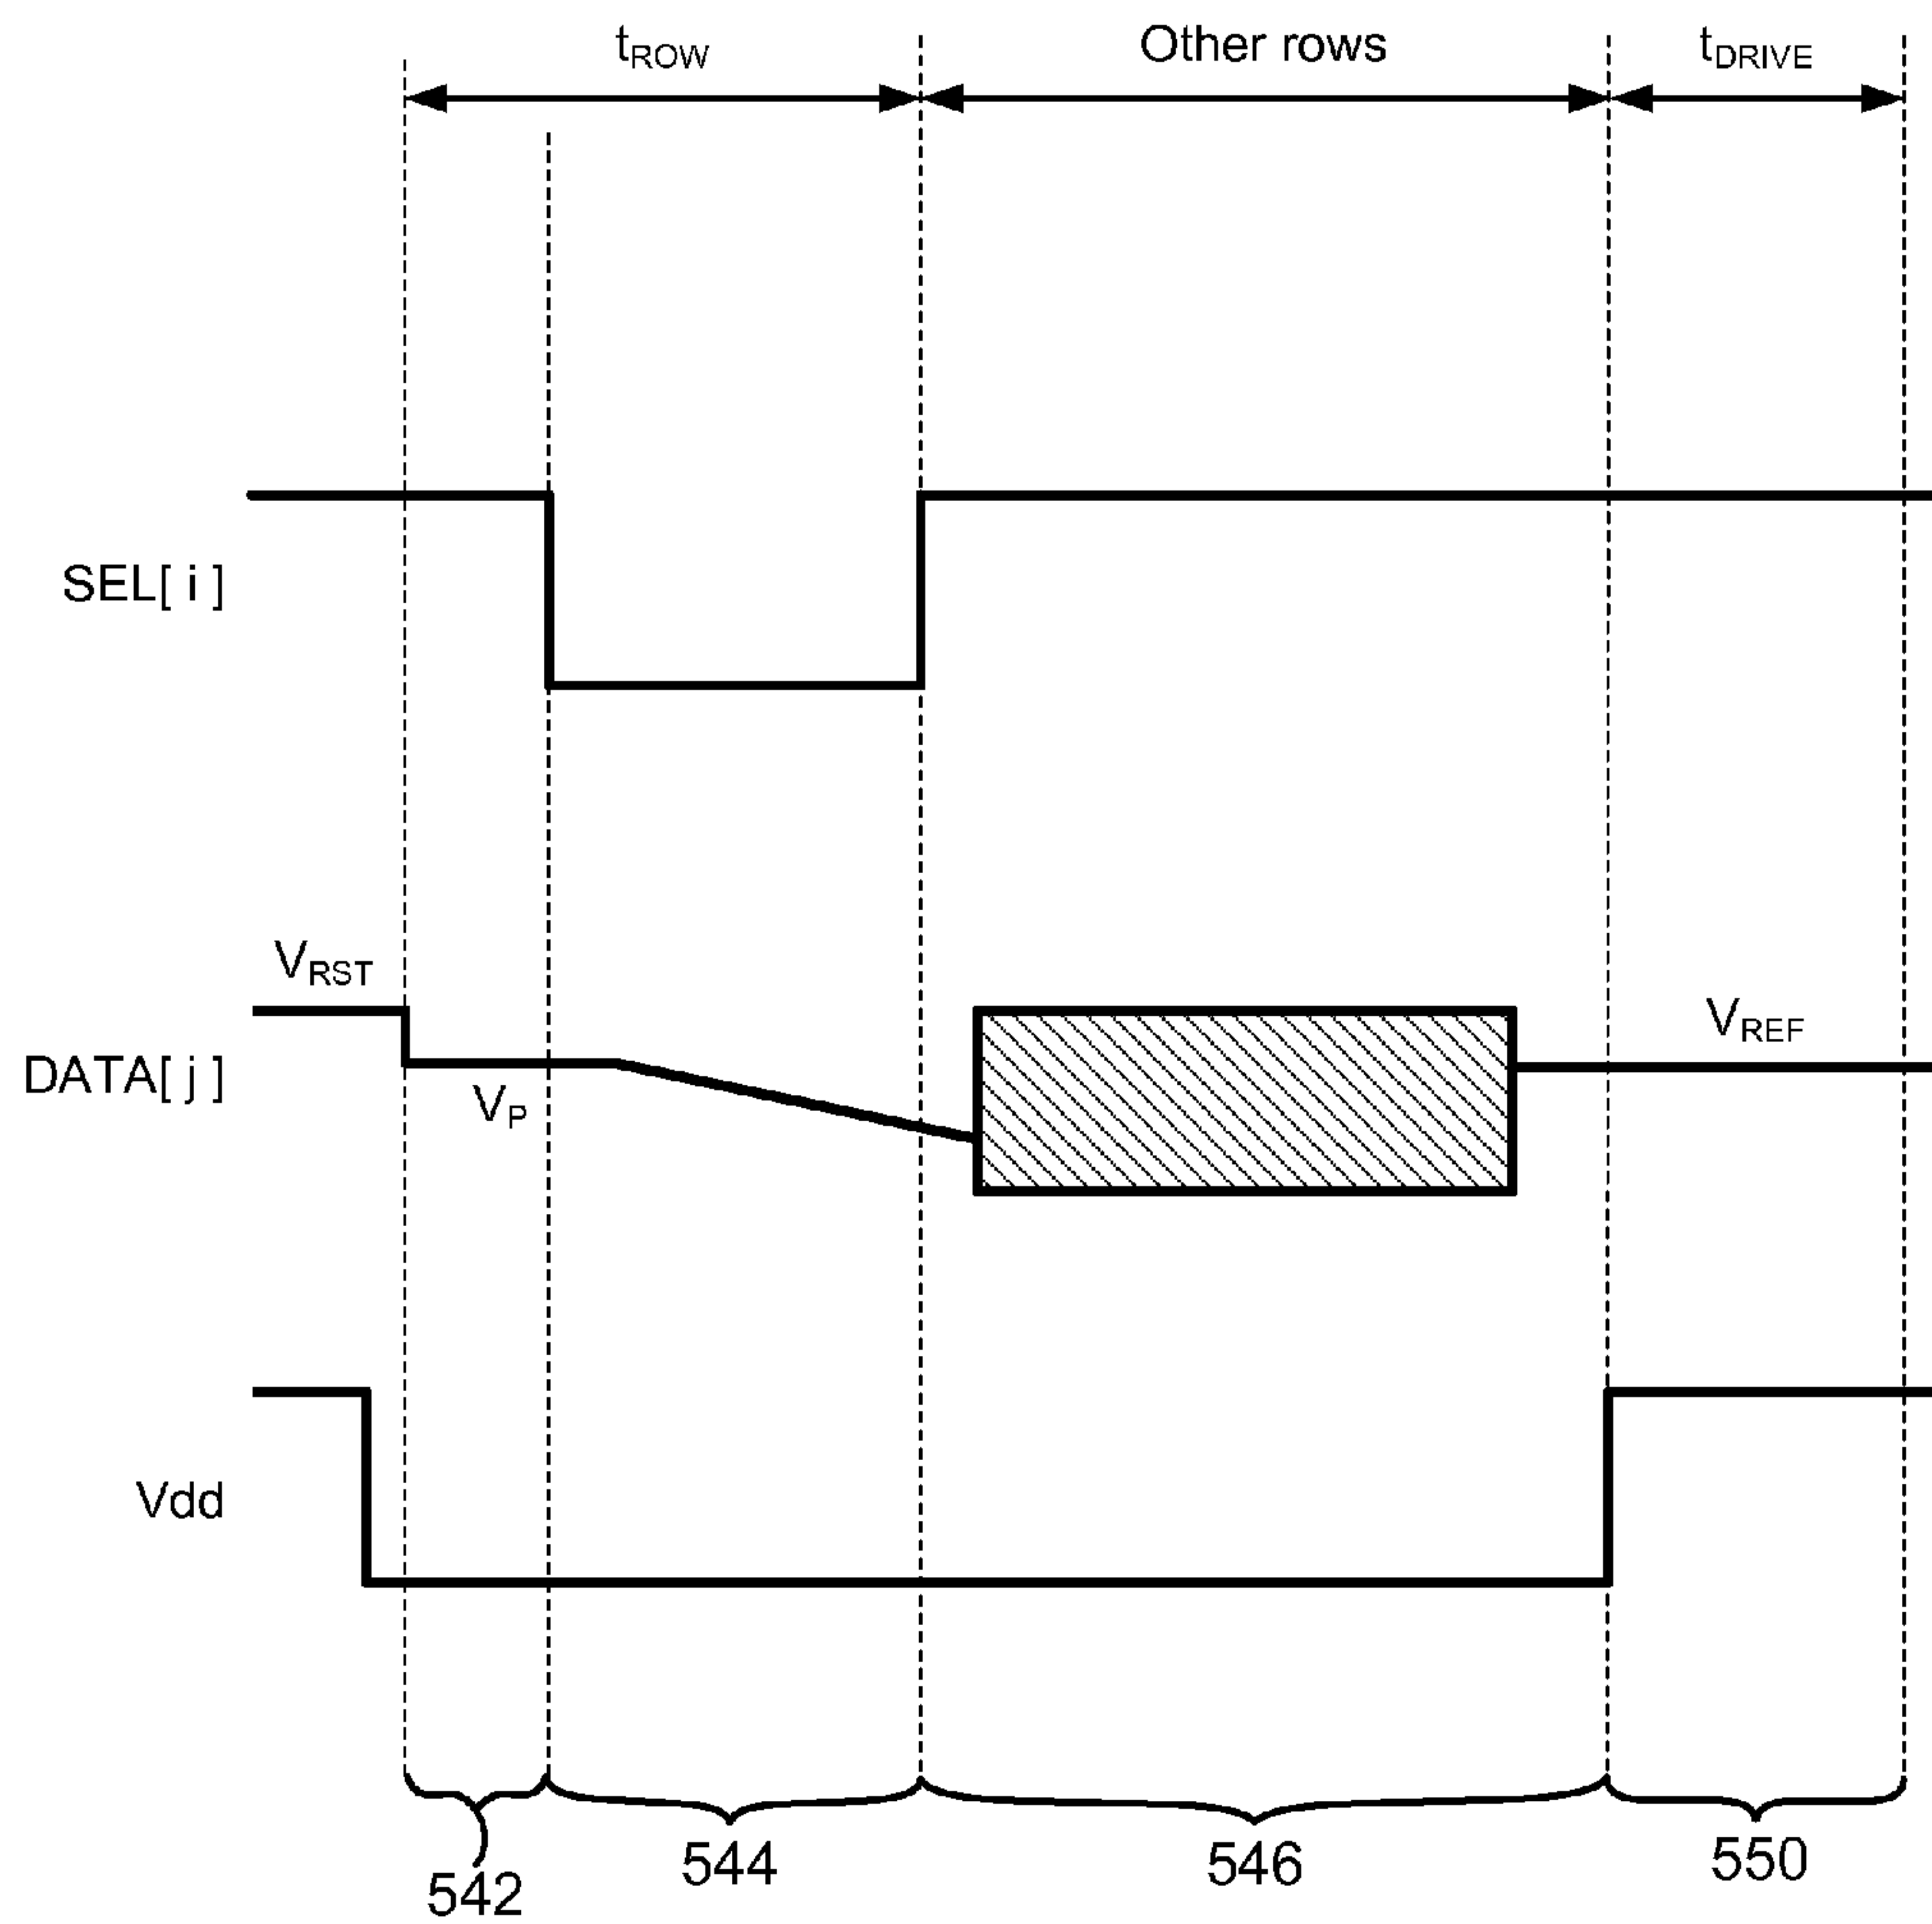 tROW
Other rows
tDRIVE
SEL[ i ]
VRST
DATA[ j ]
VP
VREF
Vdd
542
544
546
550